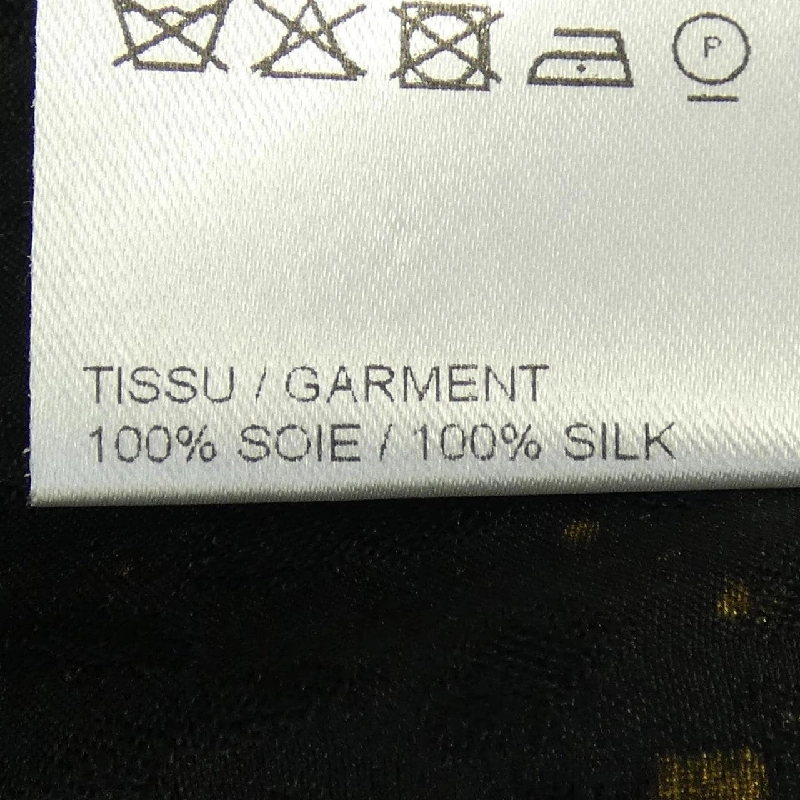 P
TISSU / GARMENT
100% SOIE / 100% SILK